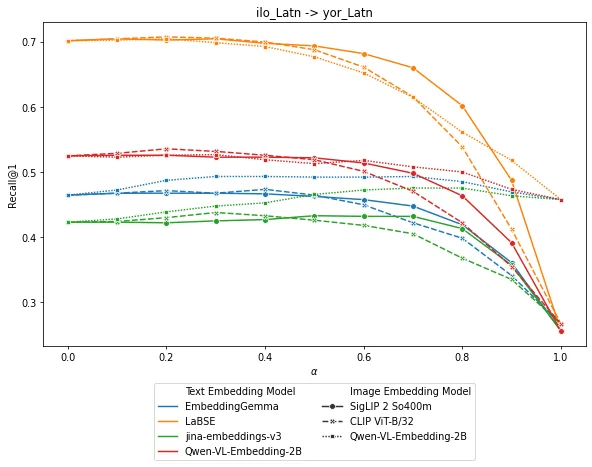 ilo_Latn -> yor_Latn
0.7
0.6
0.5
0.4
0.3
Recall@1
0.0 0.2 0.4 0.6 0.8 1.0
α
Text Embedding Model
EmbeddingGemma
LaBSE
jina-embeddings-v3
Qwen-VL-Embedding-2B
Image Embedding Model
SigLIP 2 So400m
CLIP ViT-B/32
Qwen-VL-Embedding-2B